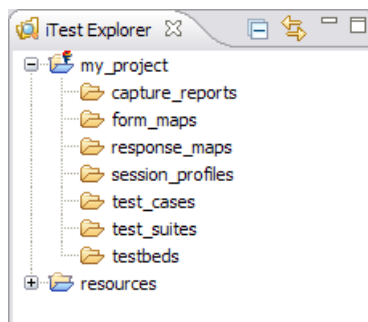 iTest Explorer
my_project
capture_reports
form_maps
response_maps
session_profiles
test_cases
test_suites
testbeds
resources